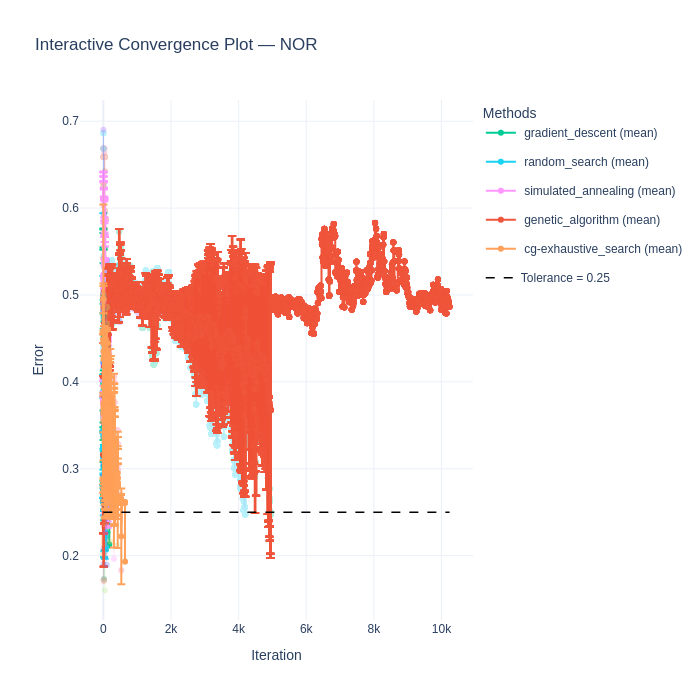 Interactive Convergence Plot — NOR
Methods
gradient_descent (mean)
random_search (mean)
simulated_annealing (mean)
genetic_algorithm (mean)
cg-exhaustive_search (mean)
Tolerance = 0.25
Error
0.7
0.6
0.5
0.4
0.3
0.2
0
2k
4k
6k
8k
10k
Iteration